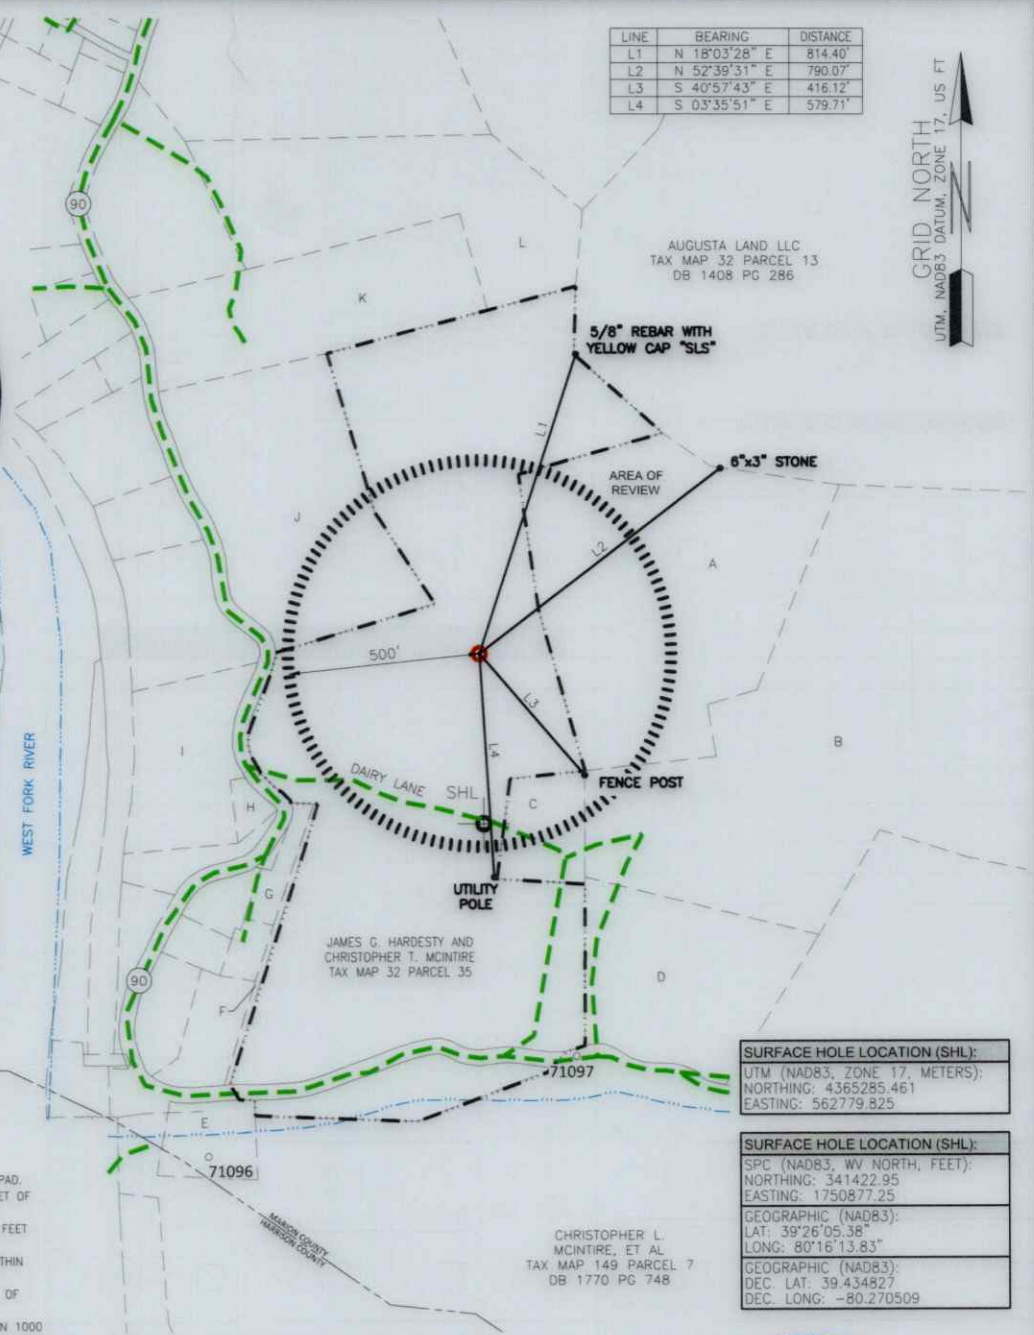 LINE BEARING DISTANCE
L1 N 18°03'28" E 814.40'
L2 N 52°39'31" E 790.07'
L3 S 40°57'43" E 416.12'
L4 S 03°35'51" E 579.71'
GRID NORTH
UTM, NAD83 DATUM, ZONE 17, US FT
N
90
L
AUGUSTA LAND LLC
TAX MAP 32 PARCEL 13
DB 1408 PG 286
K
5/8" REBAR WITH
YELLOW CAP "SLS"
L1
6"x3" STONE
AREA OF
REVIEW
J
L2
A
500'
L3
I
L4
B
WEST FORK RIVER
DAIRY LANE
SHL
FENCE POST
C
H
UTILITY
POLE
G
JAMES G. HARDESTY AND
CHRISTOPHER T. MCINTIRE
TAX MAP 32 PARCEL 35
90
D
F
71097
E
71096
MARION COUNTY
HARRISON COUNTY
SURFACE HOLE LOCATION (SHL):
UTM (NAD83, ZONE 17, METERS):
NORTHING: 4365285.461
EASTING: 562779.825
SURFACE HOLE LOCATION (SHL):
SPC (NAD83, WV NORTH, FEET):
NORTHING: 341422.95
EASTING: 1750877.25
GEOGRAPHIC (NAD83):
LAT: 39°26'05.38"
LONG: 80°16'13.83"
GEOGRAPHIC (NAD83):
DEC. LAT: 39.434827
DEC. LONG: -80.270509
CHRISTOPHER L.
MCINTIRE, ET AL
TAX MAP 149 PARCEL 7
DB 1770 PG 748
PAD.
ET OF
FEET
THIN
OF
N 1000